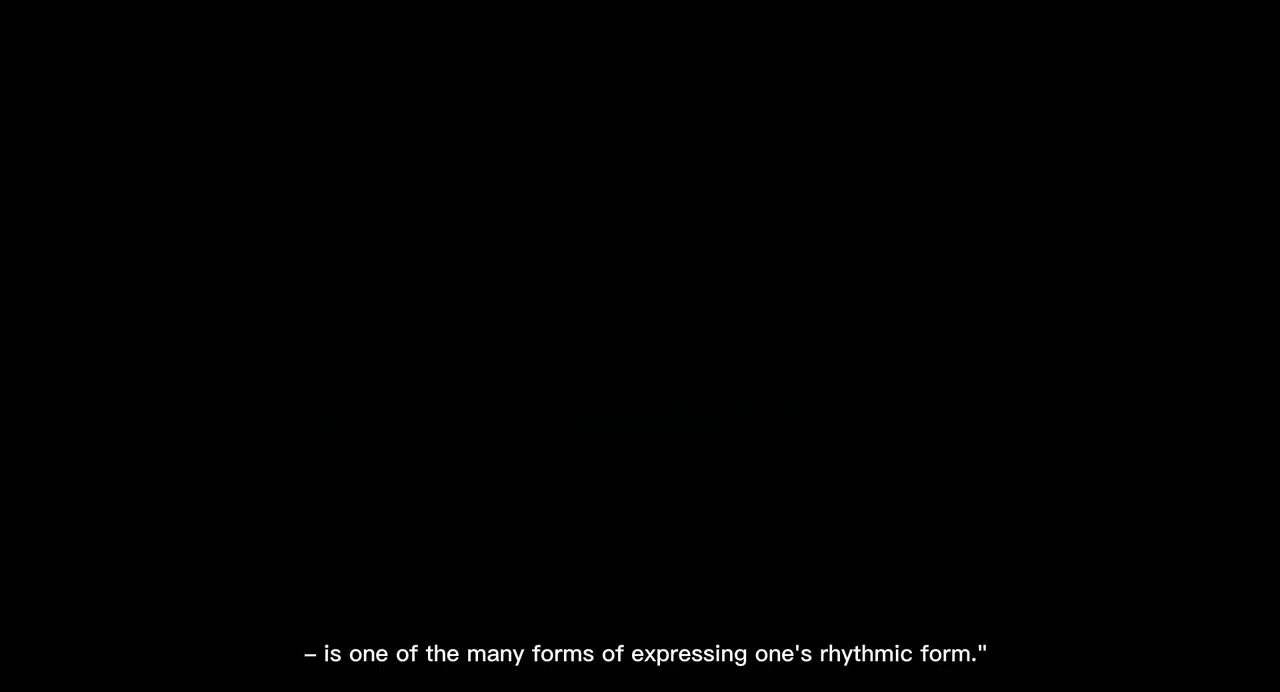 – is one of the many forms of expressing one's rhythmic form."